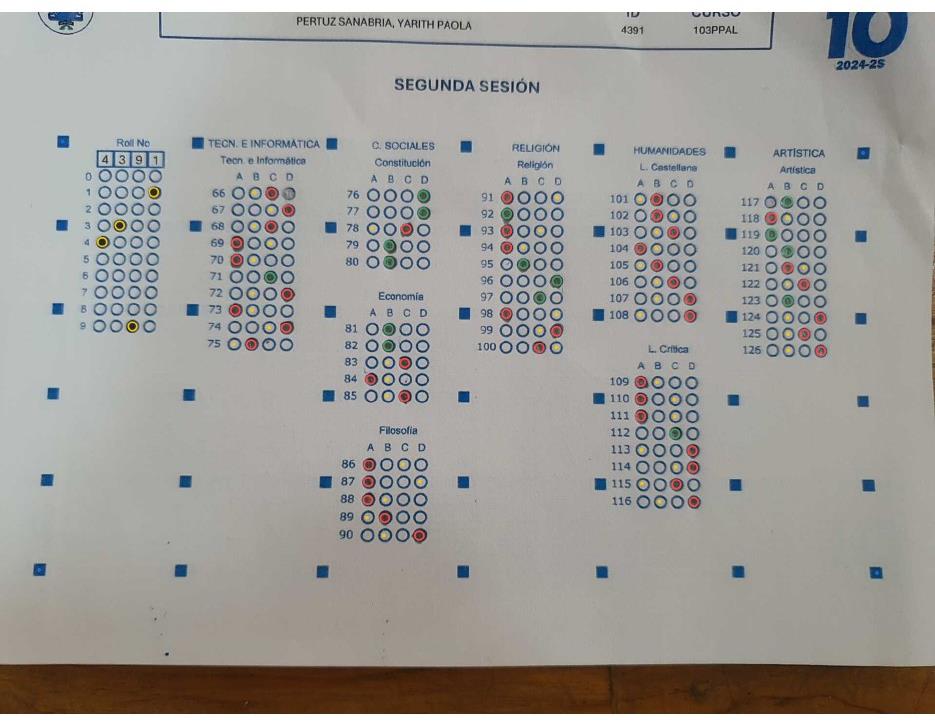 ID CURSO
PERTUZ SANABRIA, YARITH PAOLA 4391 103PPAL
10
2024-2S
SEGUNDA SESIÓN
Roll No
4 3 9 1
0
1
2
3
4
5
6
7
8
9
TECN. E INFORMÁTICA
Tecn. e Informática
A B C D
66
67
68
69
70
71
72
73
74
75
C. SOCIALES
Constitución
A B C D
76
77
78
79
80
Economía
A B C D
81
82
83
84
85
Filosofía
A B C D
86
87
88
89
90
RELIGIÓN
Religión
A B C D
91
92
93
94
95
96
97
98
99
100
HUMANIDADES
L. Castellana
A B C D
101
102
103
104
105
106
107
108
L. Crítica
A B C D
109
110
111
112
113
114
115
116
ARTÍSTICA
Artística
A B C D
117
118
119
120
121
122
123
124
125
126